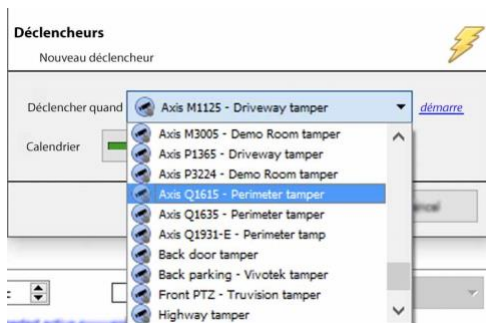 Déclencheurs
Nouveau déclencheur
Déclencher quand
Axis M1125 - Driveway tamper
démarre
Calendrier
Axis M3005 - Demo Room tamper
Axis P1365 - Driveway tamper
Axis P3224 - Demo Room tamper
Axis Q1615 - Perimeter tamper
Axis Q1635 - Perimeter tamper
Axis Q1931-E - Perimeter tamp
Back door tamper
Back parking - Vivotek tamper
Front PTZ - Truvision tamper
Highway tamper